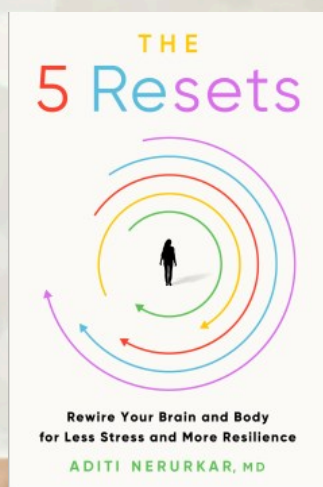 THE
5 Resets
Rewire Your Brain and Body
for Less Stress and More Resilience
ADITI NERURKAR, MD